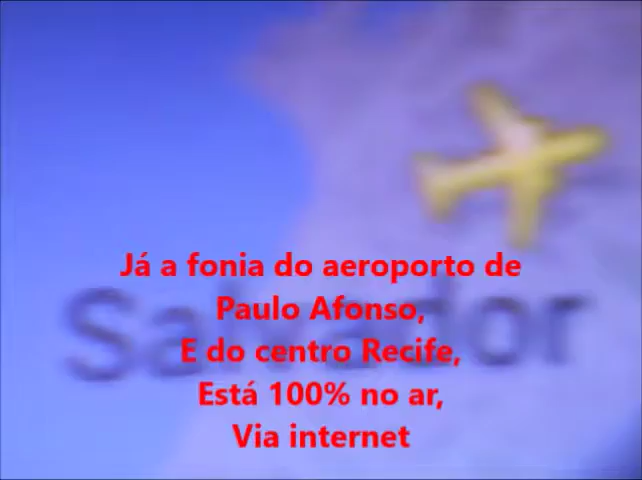 Já a fonia do aeroporto de
Paulo Afonso,
E do centro Recife,
Está 100% no ar,
Via internet
Salvador